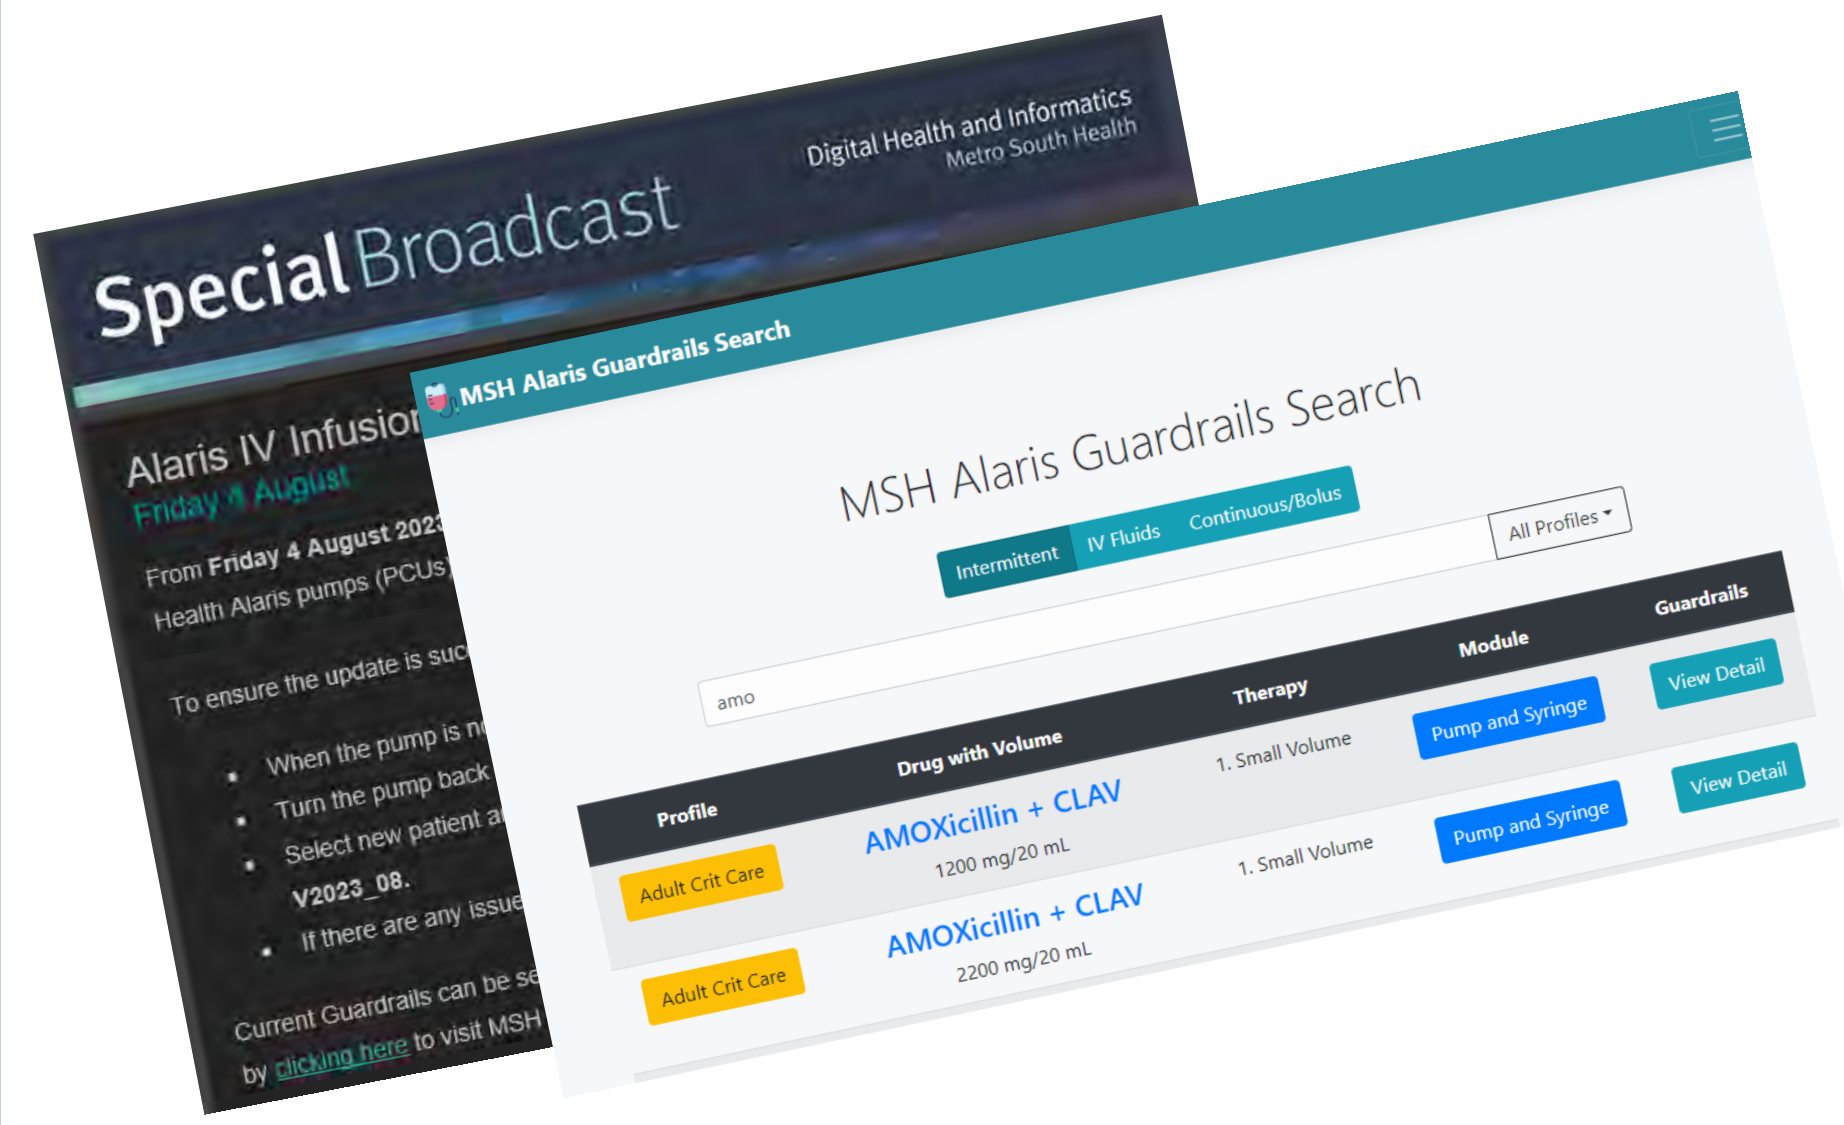 Digital Health and Informatics
Metro South Health
Special Broadcast
Alaris IV Infusion
Friday 4 August
From Friday 4 August 2023
Health Alaris pumps (PCUs)
To ensure the update is
When the pump is
Turn the pump back
Select new patient
V2023_08.
If there are any issue
Current Guardrails can be
by clicking here to visit MSH
MSH Alaris Guardrails Search
MSH Alaris Guardrails Search
Intermittent IV Fluids Continuous/Bolus
amo All Profiles
Profile Drug with Volume Therapy Module Guardrails
Adult Crit Care AMOXicillin + CLAV 1. Small Volume Pump and Syringe View Detail
1200 mg/20 mL
Adult Crit Care AMOXicillin + CLAV 1. Small Volume Pump and Syringe View Detail
2200 mg/20 mL